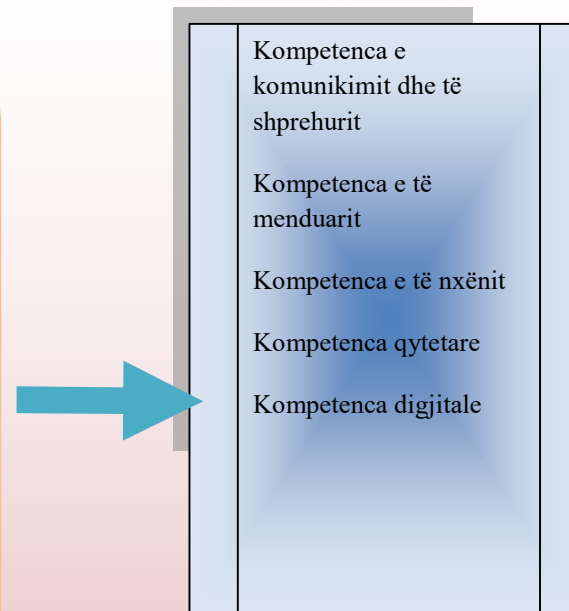 Kompetenca e
komunikimit dhe të
shprehurit
Kompetenca e të
menduarit
Kompetenca e të nxënit
Kompetenca qytetare
Kompetenca digjitale